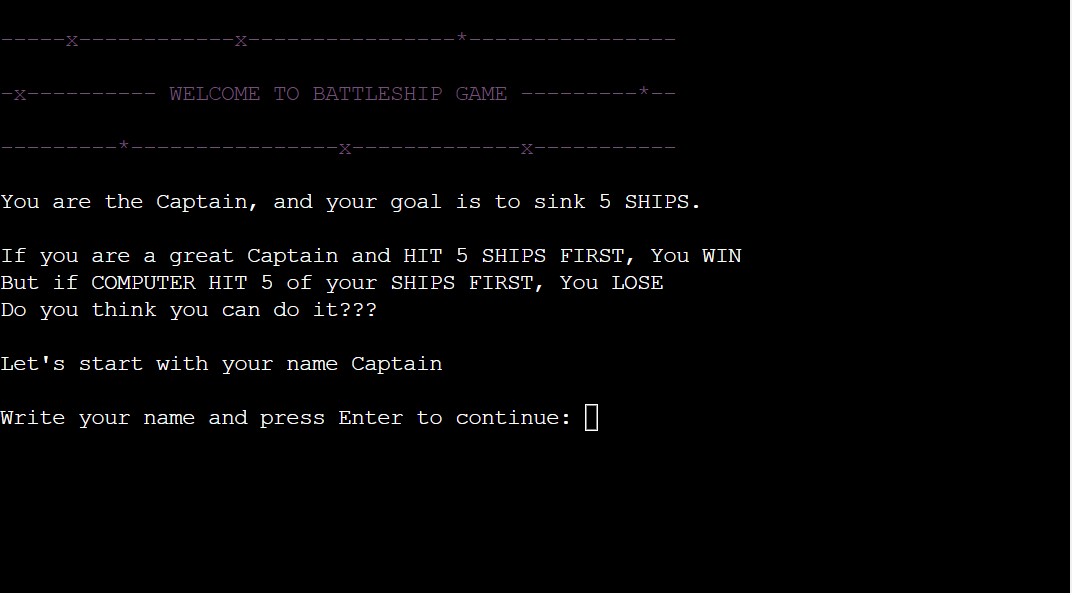 -----x------------x----------------*----------------
-x---------- WELCOME TO BATTLESHIP GAME ---------*--
---------*----------------x-------------x-----------
You are the Captain, and your goal is to sink 5 SHIPS.
If you are a great Captain and HIT 5 SHIPS FIRST, You WIN
But if COMPUTER HIT 5 of your SHIPS FIRST, You LOSE
Do you think you can do it???
Let's start with your name Captain
Write your name and press Enter to continue: